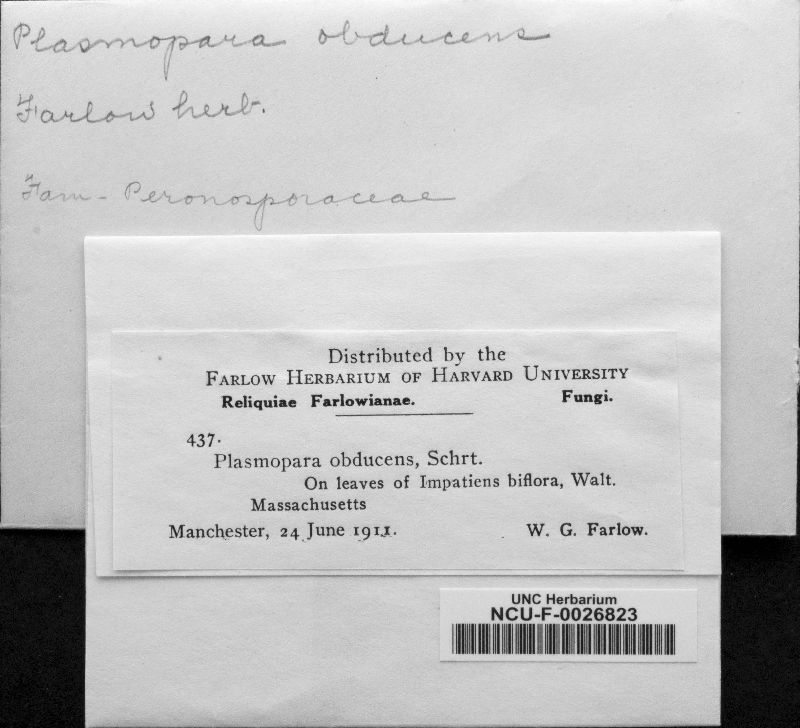 Plasmopara obducens
Farlow herb.
Fam- Peronosporaceae
Distributed by the
FARLOW HERBARIUM OF HARVARD UNIVERSITY
Reliquiae Farlowianae. Fungi.
437.
Plasmopara obducens, Schrt.
On leaves of Impatiens biflora, Walt.
Massachusetts
Manchester, 24 June 1911. W. G. Farlow.
UNC Herbarium
NCU-F-0026823